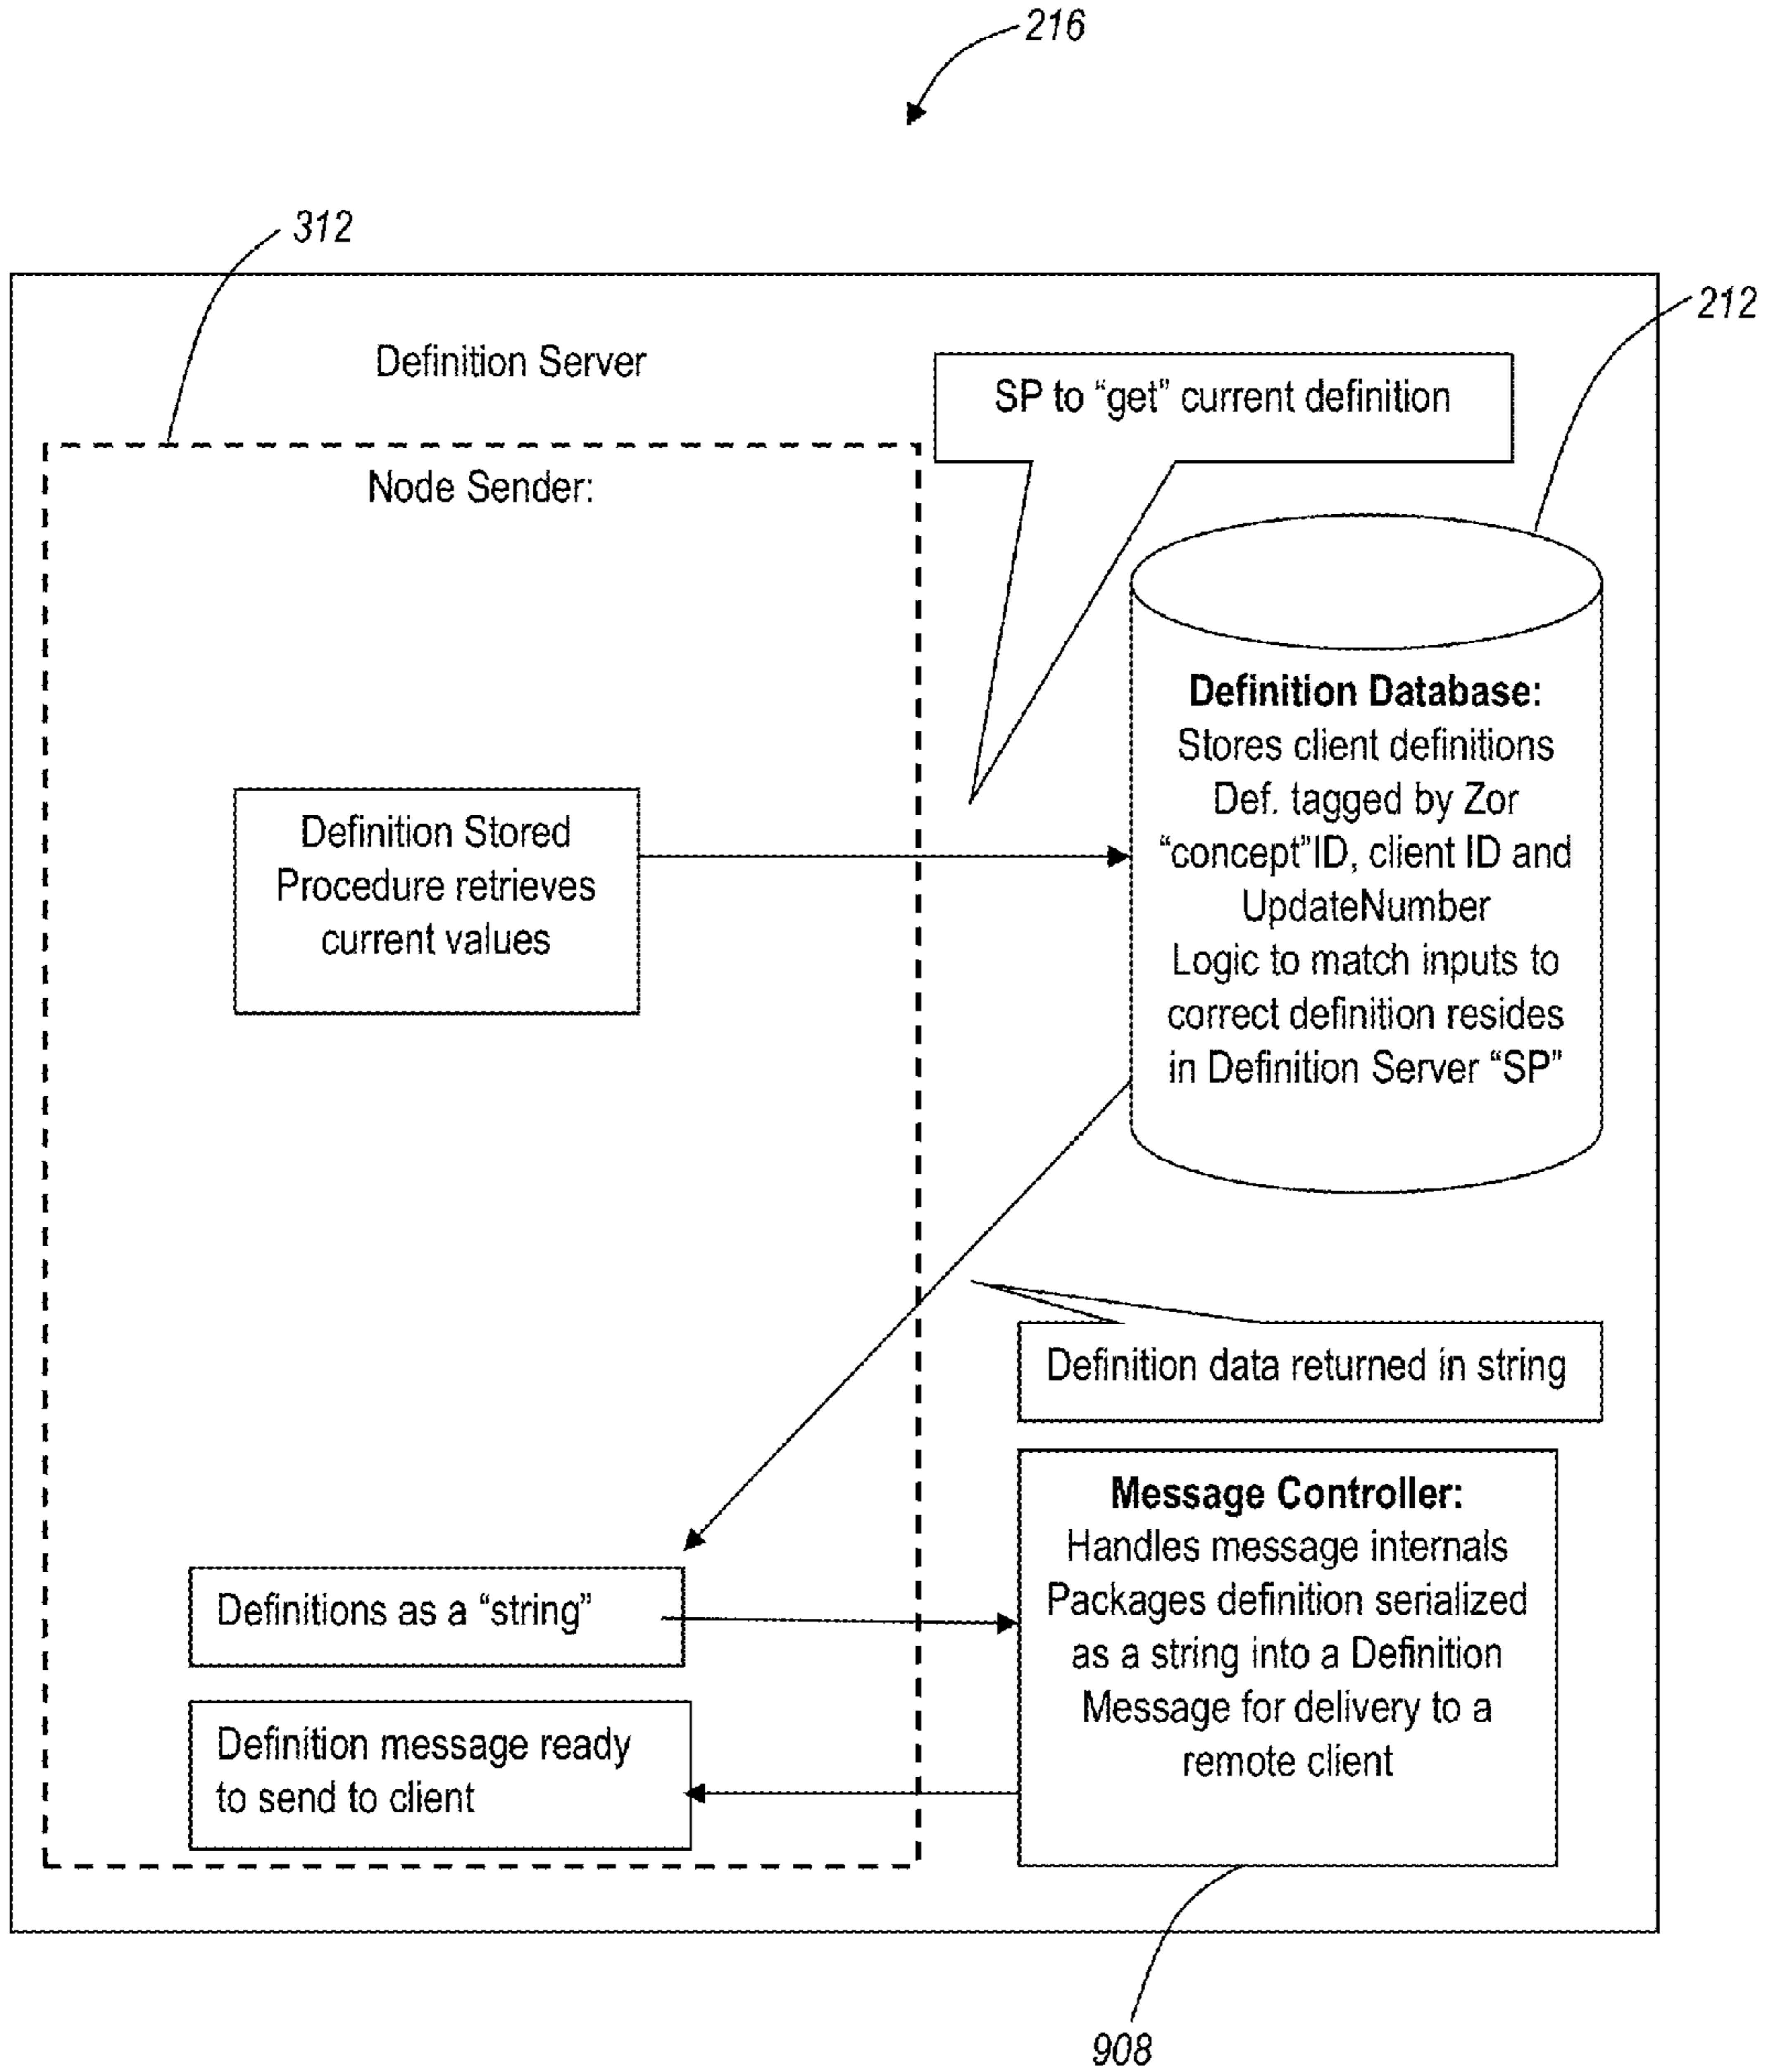 216
312
212
Definition Server
SP to “get” current definition
Node Sender:
Definition Stored
Procedure retrieves
current values
Definition Database:
Stores client definitions
Def. tagged by Zor
“concept”ID, client ID and
UpdateNumber
Logic to match inputs to
correct definition resides
in Definition Server “SP”
Definition data returned in string
Definitions as a “string”
Message Controller:
Handles message internals
Packages definition serialized
as a string into a Definition
Message for delivery to a
remote client
Definition message ready
to send to client
908